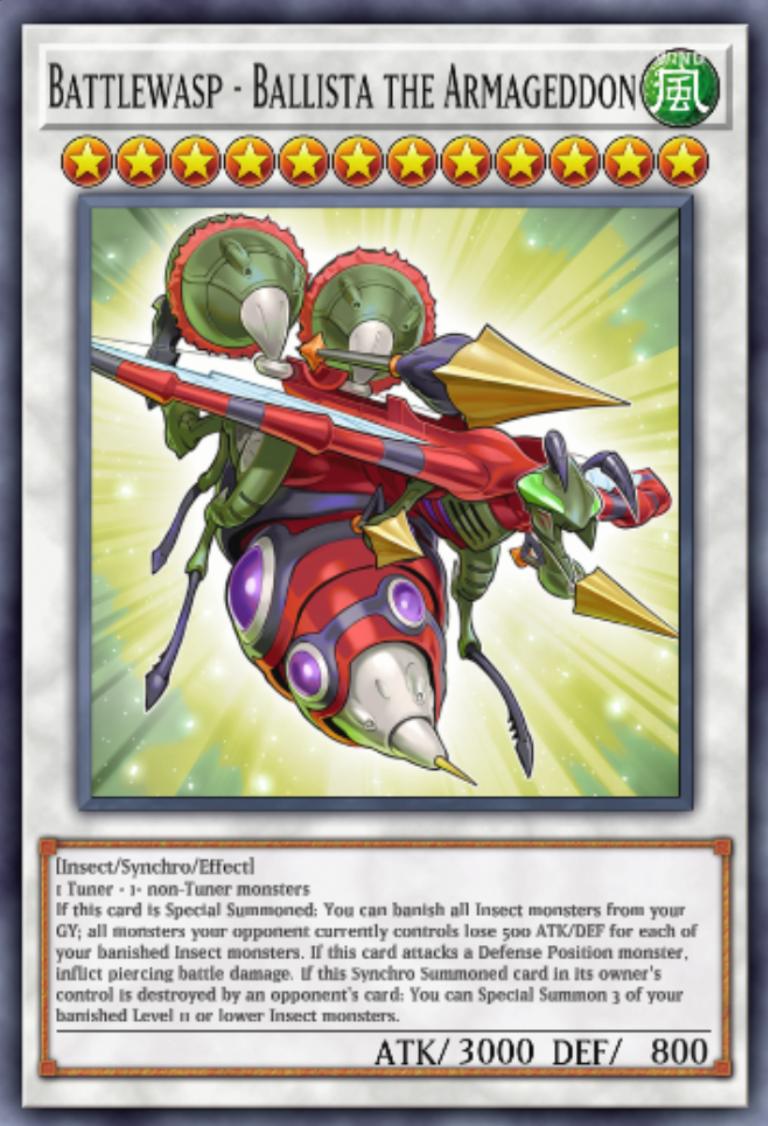 BATTLEWASP - BALLISTA THE ARMAGEDDON
WIND
風
[Insect/Synchro/Effect]
1 Tuner - 1- non-Tuner monsters
If this card is Special Summoned: You can banish all Insect monsters from your
GY; all monsters your opponent currently controls lose 500 ATK/DEF for each of
your banished Insect monsters. If this card attacks a Defense Position monster,
inflict piercing battle damage. If this Synchro Summoned card in its owner's
control is destroyed by an opponent's card: You can Special Summon 3 of your
banished Level 11 or lower Insect monsters.
ATK/ 3000 DEF/ 800